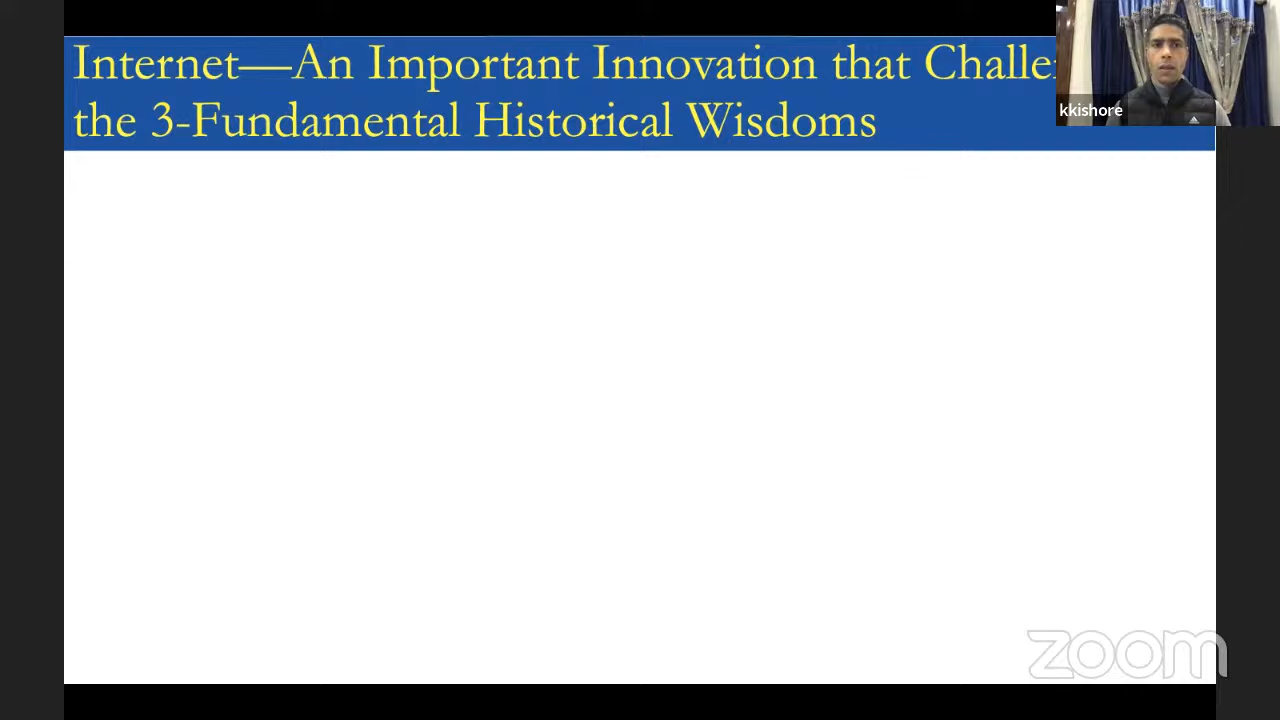 Internet—An Important Innovation that Challe
the 3-Fundamental Historical Wisdoms
kkishore
zoom